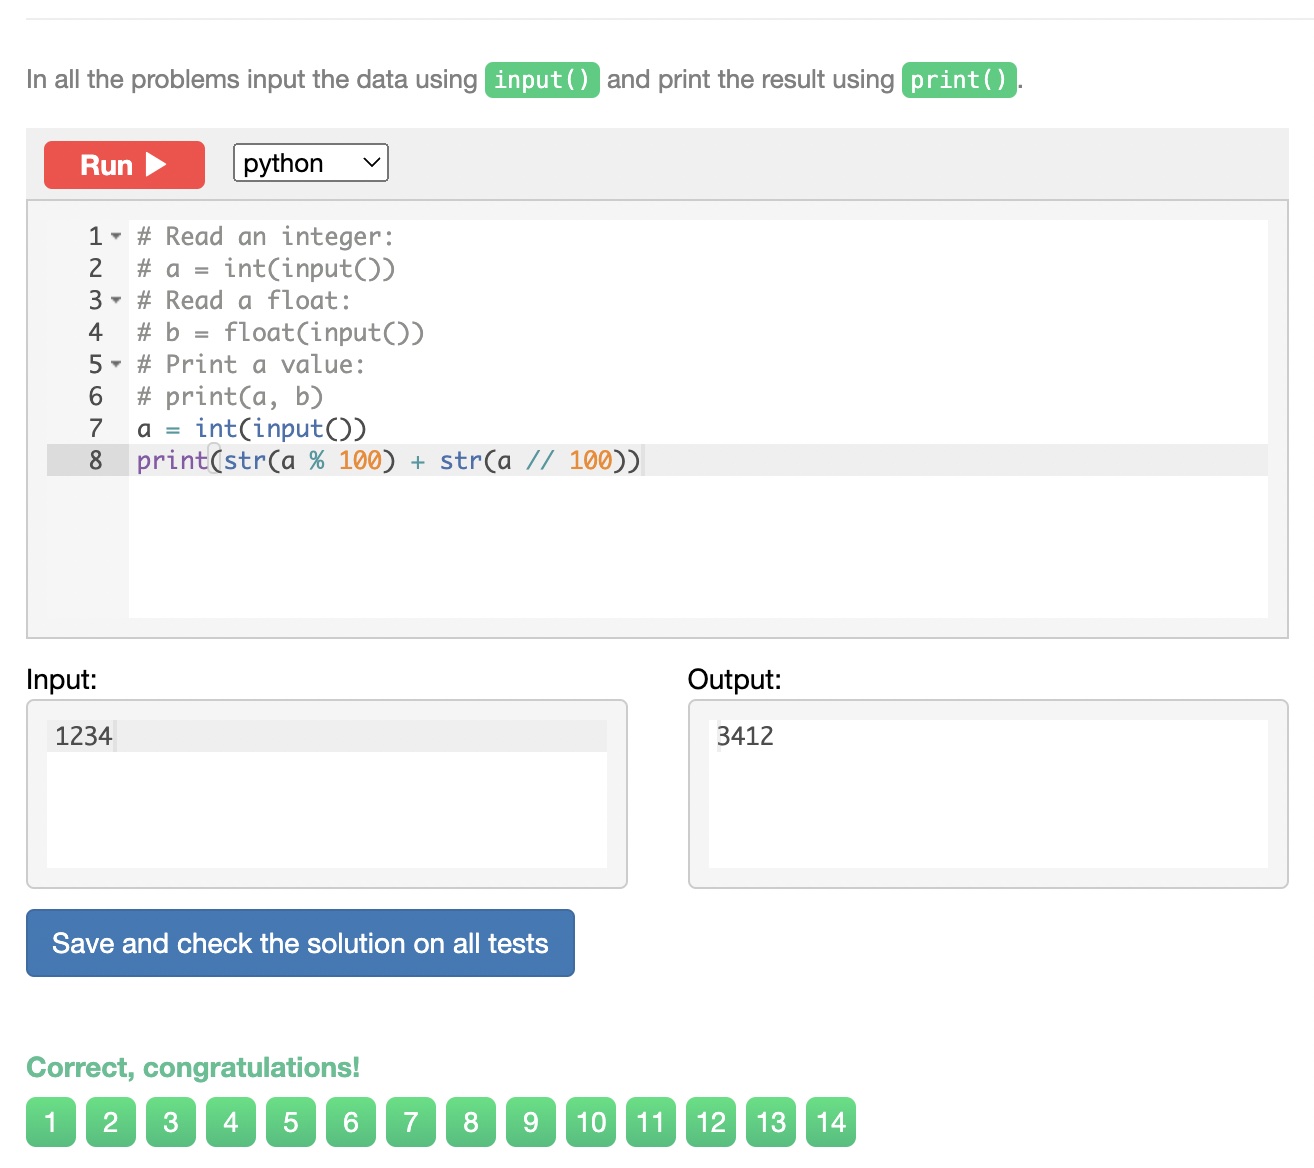 In all the problems input the data using input() and print the result using print().
Run python
1 # Read an integer:
2 # a = int(input())
3 # Read a float:
4 # b = float(input())
5 # Print a value:
6 # print(a, b)
7 a = int(input())
8 print(str(a % 100) + str(a // 100))
Input: Output:
1234 3412
Save and check the solution on all tests
Correct, congratulations!
1 2 3 4 5 6 7 8 9 10 11 12 13 14